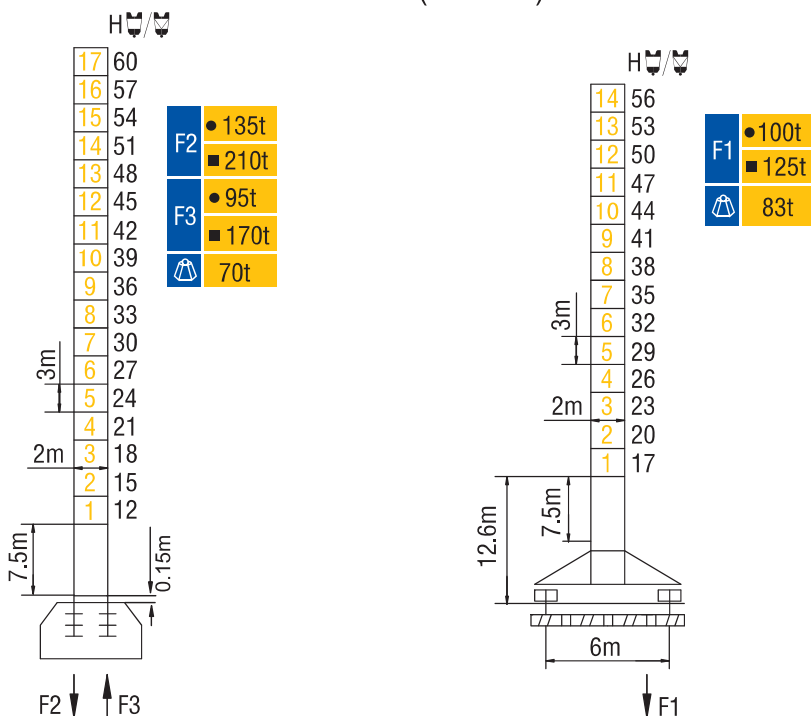 H /
17 60
16 57
15 54
14 51
13 48
12 45
11 42
10 39
9 36
8 33
7 30
6 27
5 24
4 21
3 18
2 15
1 12
3m
2m
7.5m
0.15m
F2 F3
F2 ● 135t
■ 210t
F3 ● 95t
■ 170t
70t
H /
14 56
13 53
12 50
11 47
10 44
9 41
8 38
7 35
6 32
5 29
4 26
3 23
2 20
1 17
3m
2m
12.6m
7.5m
6m
F1
F1 ● 100t
■ 125t
83t